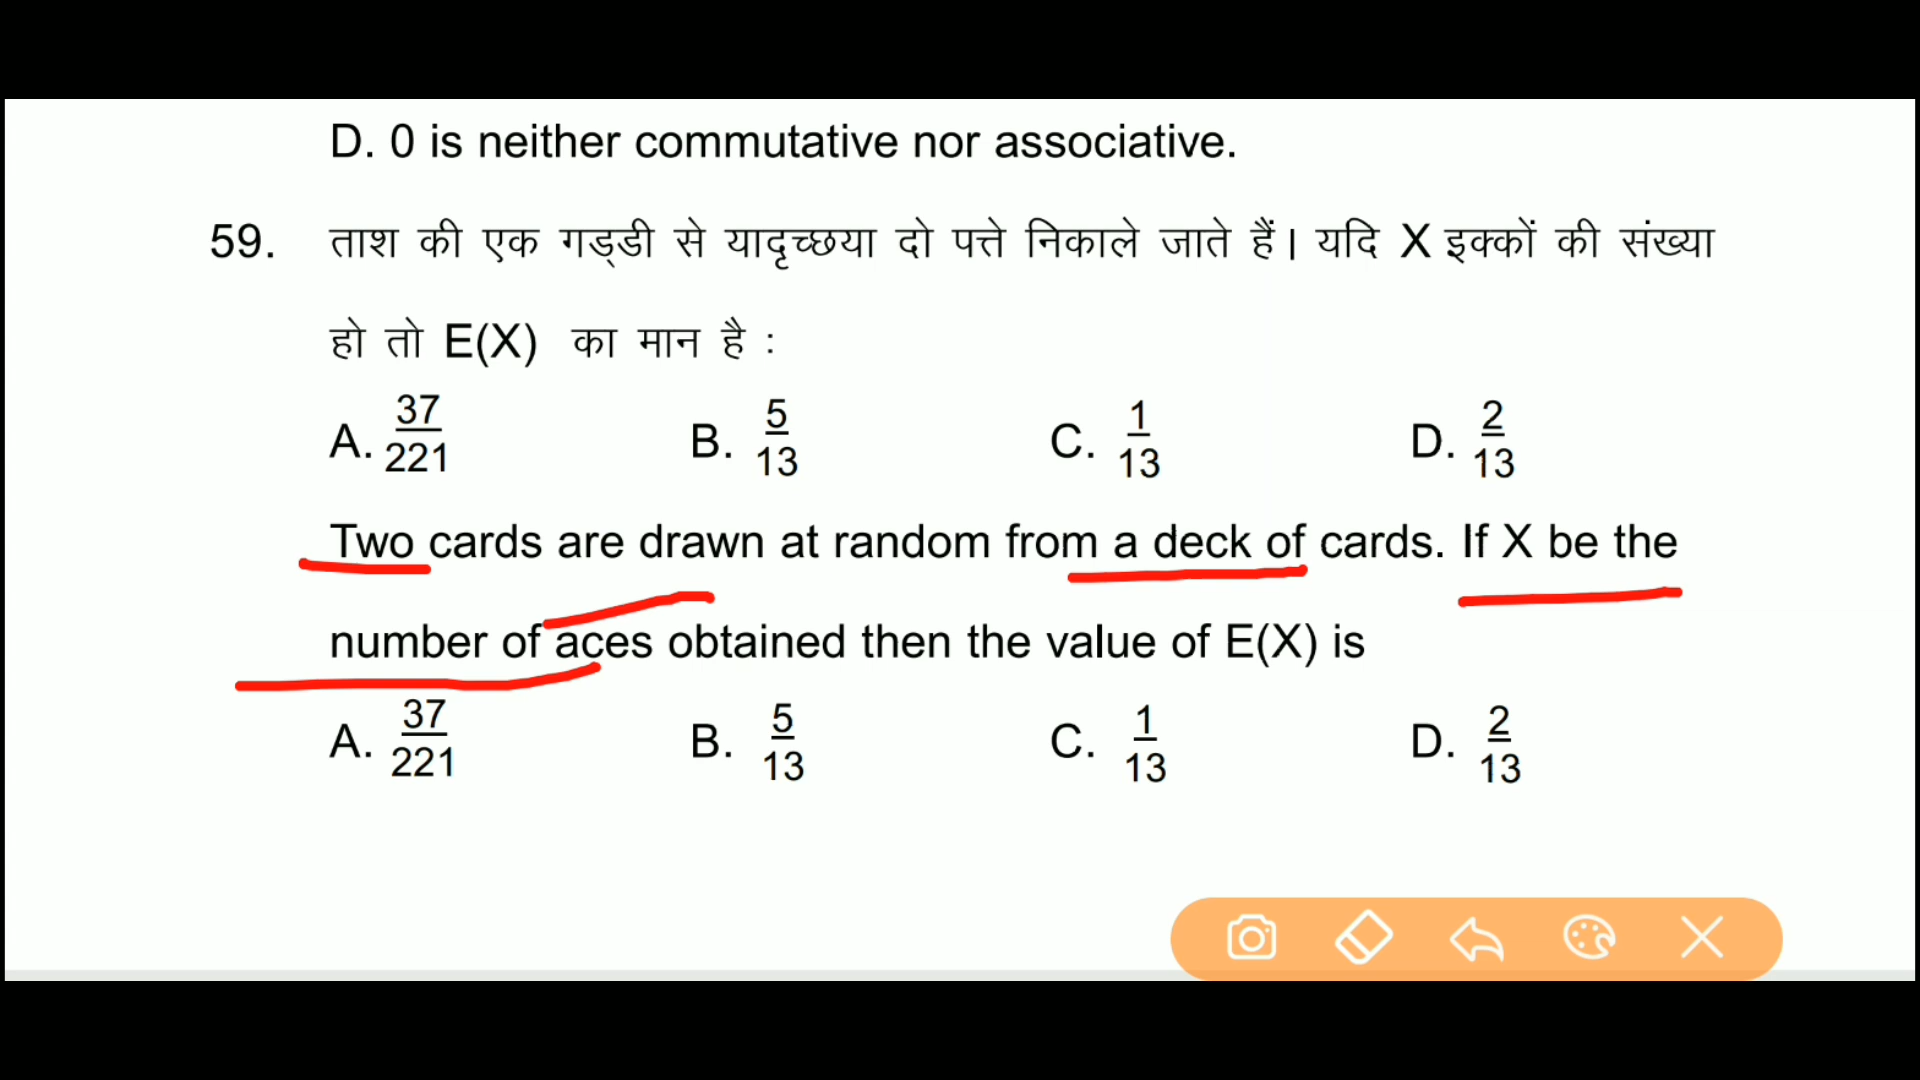 D. 0 is neither commutative nor associative.
59. ताश की एक गड्डी से यादृच्छया दो पत्ते निकाले जाते हैं। यदि X इक्कों की संख्या
हो तो E(X) का मान है :
A. 37/221 B. 5/13 C. 1/13 D. 2/13
Two cards are drawn at random from a deck of cards. If X be the
number of aces obtained then the value of E(X) is
A. 37/221 B. 5/13 C. 1/13 D. 2/13